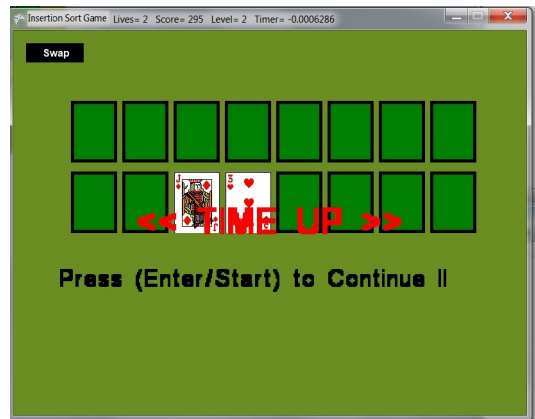 Insertion Sort Game Lives= 2 Score= 295 Level= 2 Timer= -0.0006286
Swap
J
3
<< TIME UP >>
Press (Enter/Start) to Continue ||